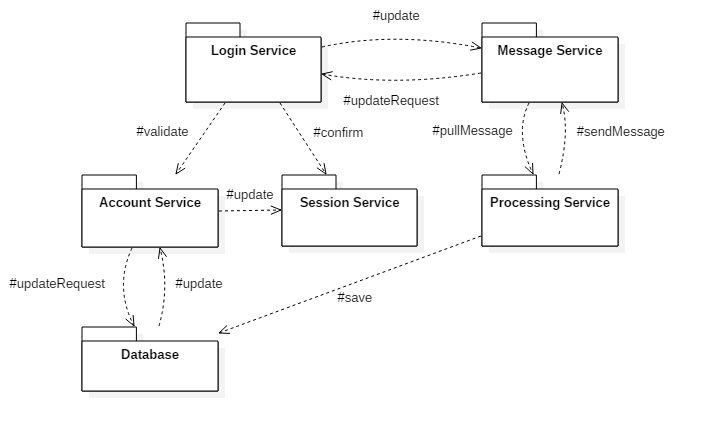 #update
Login Service
Message Service
#updateRequest
#validate
#confirm
#pullMessage
#sendMessage
Account Service
#update
Session Service
Processing Service
#updateRequest
#update
#save
Database